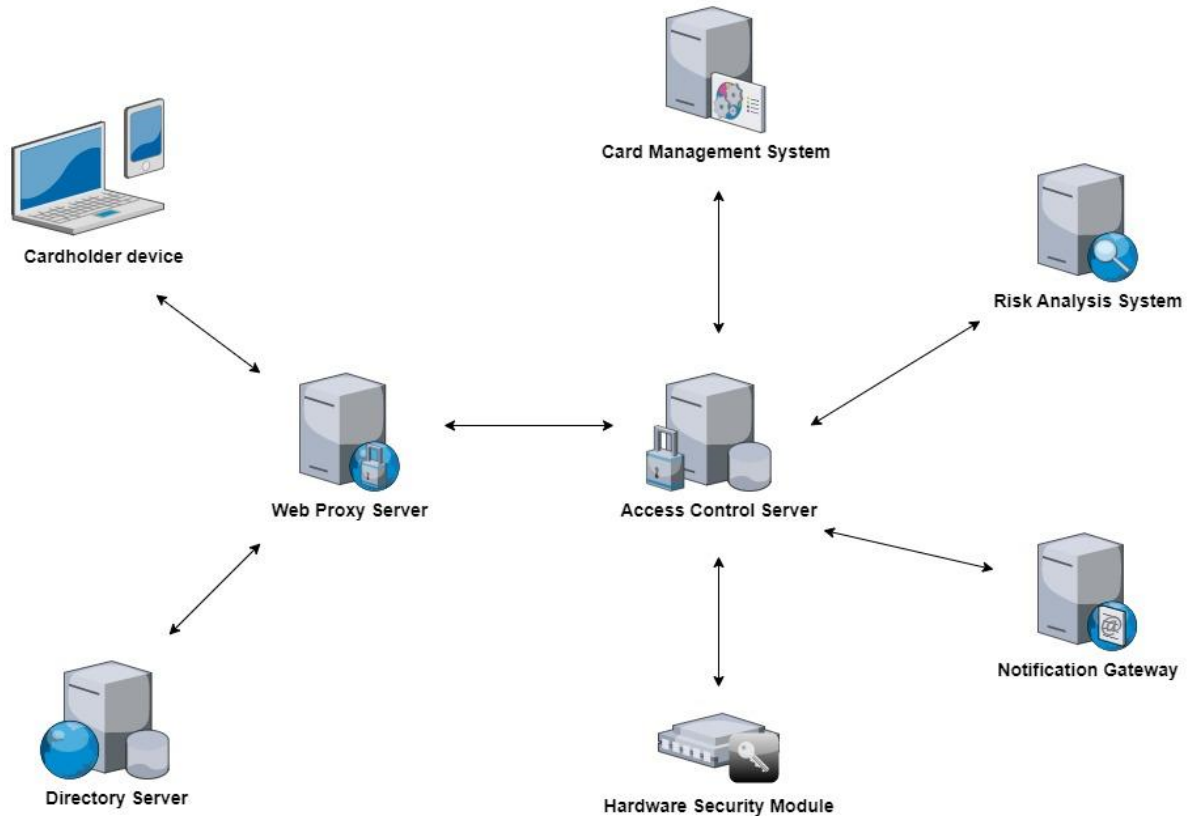 Card Management System
Cardholder device
Risk Analysis System
Web Proxy Server
Access Control Server
Notification Gateway
Directory Server
Hardware Security Module